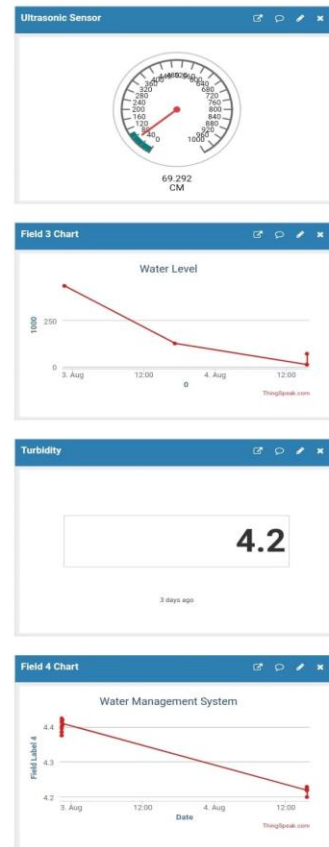 Ultrasonic Sensor
320
280
240
200
160
120
0
680
720
760
800
840
880
920
960
1000
69.292
CM
Field 3 Chart
Water Level
1000
250
0
3. Aug
12:00
4. Aug
12:00
0
ThingSpeak.com
Turbidity
4.2
3 days ago
Field 4 Chart
Water Management System
Field Label 4
4.4
4.3
4.2
3. Aug
12:00
4. Aug
12:00
Date
ThingSpeak.com